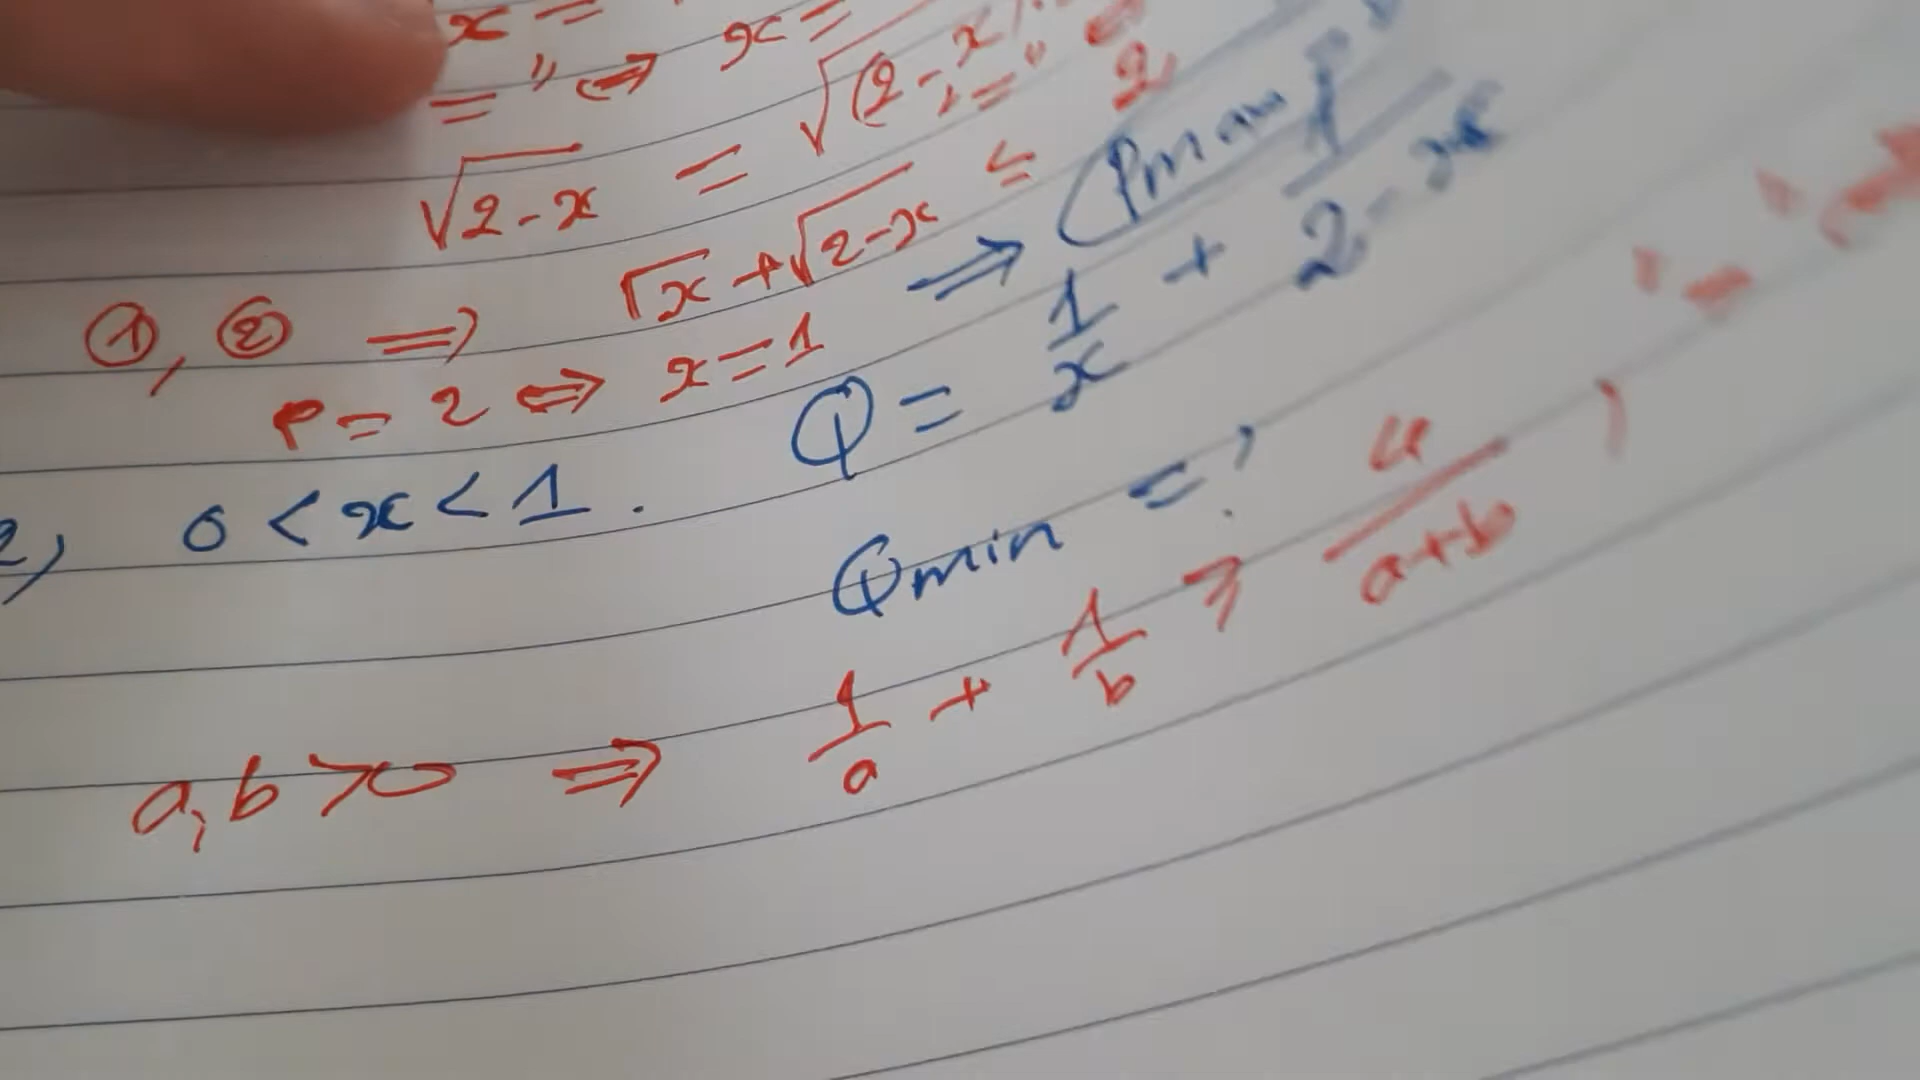 x =
" = " ⇔ x =
√2-x = √(2-x
" = "
①, ② ⇒ √x + √2-x ≤ 2
P = 2 ⇔ x = 1 ⇒ Pmax
2, 0 < x < 1. Q = 1/x + 1/2-x
Qmin = ?
a, b > 0 ⇒ 1/a + 1/b ≥ 4/a+b , " = "